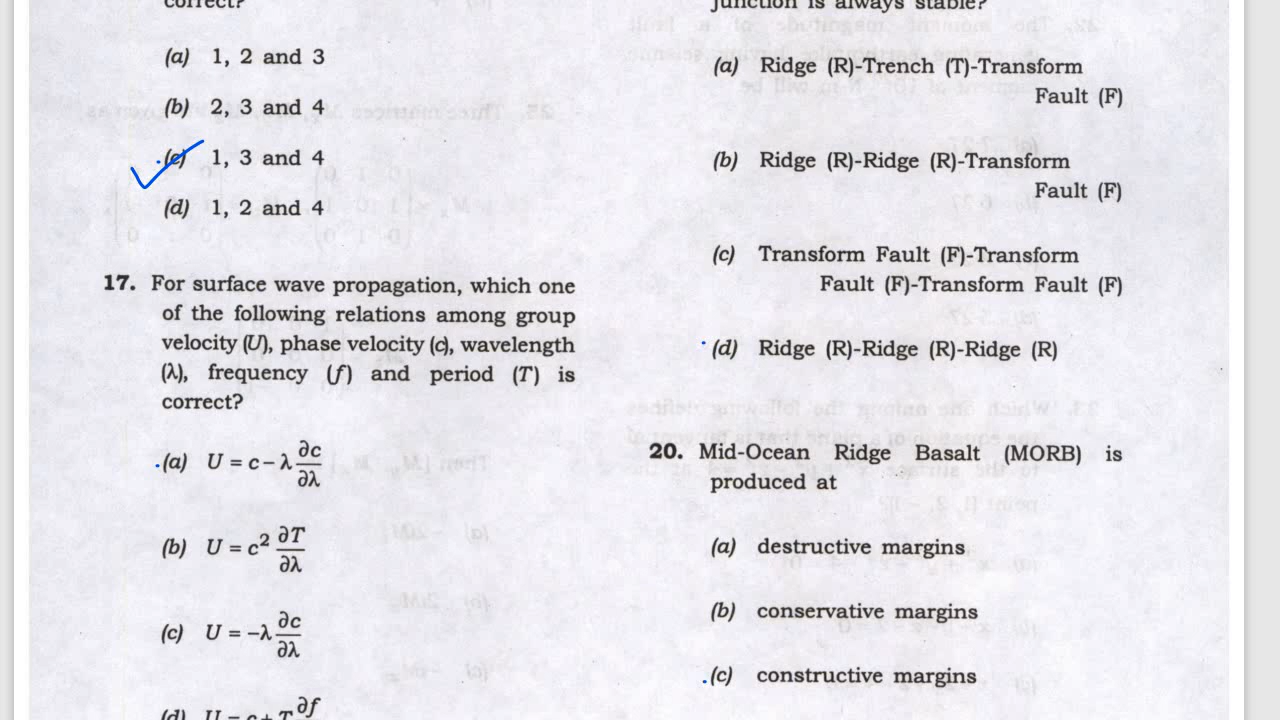 correct?
(a) 1, 2 and 3
(b) 2, 3 and 4
(c) 1, 3 and 4
(d) 1, 2 and 4
17. For surface wave propagation, which one
of the following relations among group
velocity (U), phase velocity (c), wavelength
(λ), frequency (f) and period (T) is
correct?
(a) U = c − λ ∂c/∂λ
(b) U = c² ∂T/∂λ
(c) U = −λ ∂c/∂λ
(d) U = c + T ∂f
junction is always stable?
(a) Ridge (R)-Trench (T)-Transform
Fault (F)
(b) Ridge (R)-Ridge (R)-Transform
Fault (F)
(c) Transform Fault (F)-Transform
Fault (F)-Transform Fault (F)
(d) Ridge (R)-Ridge (R)-Ridge (R)
20. Mid-Ocean Ridge Basalt (MORB) is
produced at
(a) destructive margins
(b) conservative margins
(c) constructive margins